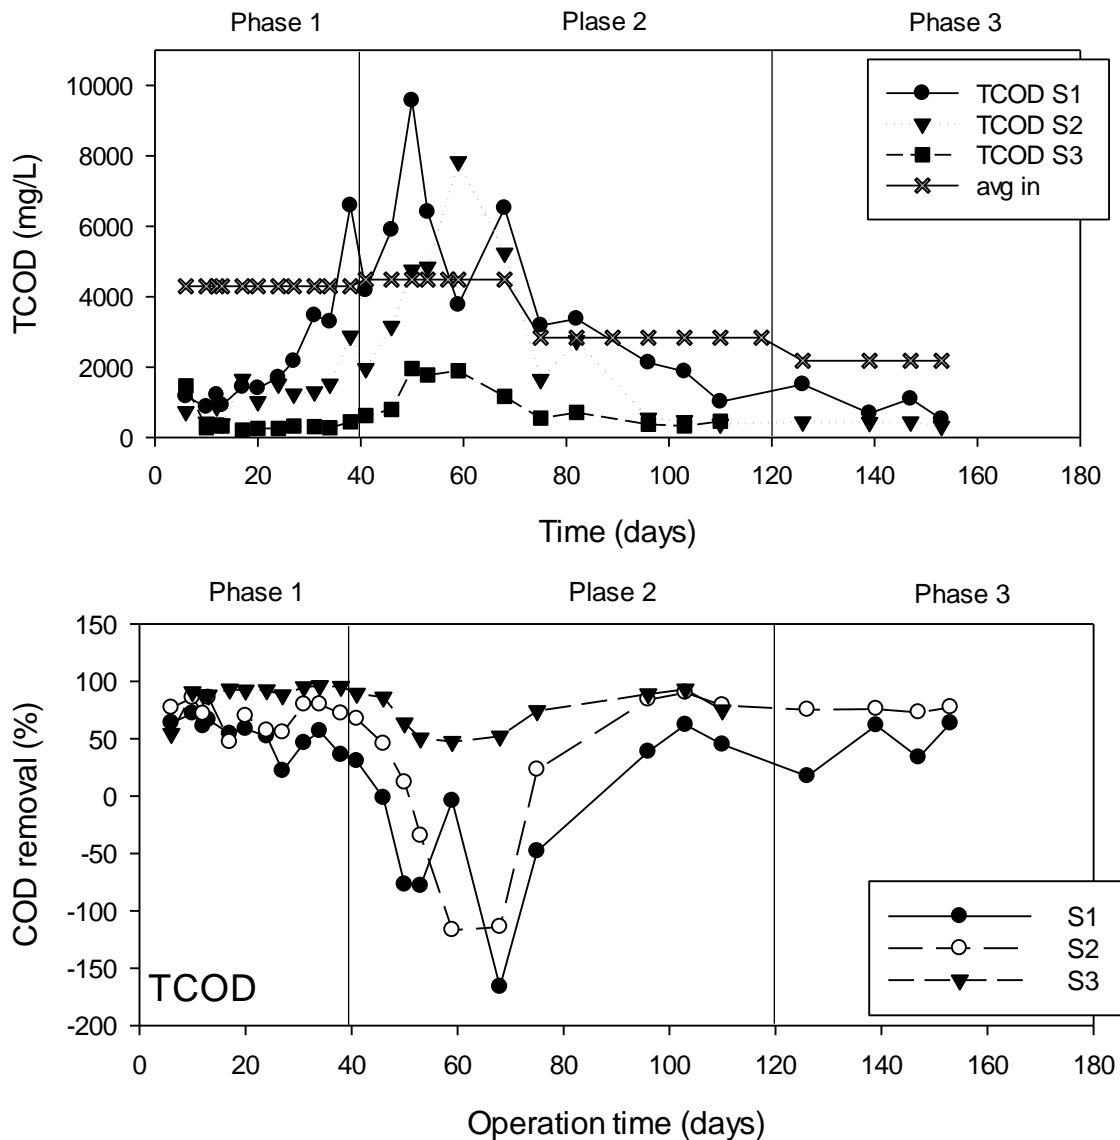 Phase 1 Plase 2 Phase 3
10000
8000
6000
4000
2000
0
TCOD (mg/L)
TCOD S1
TCOD S2
TCOD S3
avg in
0 20 40 60 80 100 120 140 160 180
Time (days)
Phase 1 Plase 2 Phase 3
150
100
50
0
-50
-100
-150
-200
COD removal (%)
TCOD
S1
S2
S3
0 20 40 60 80 100 120 140 160 180
Operation time (days)